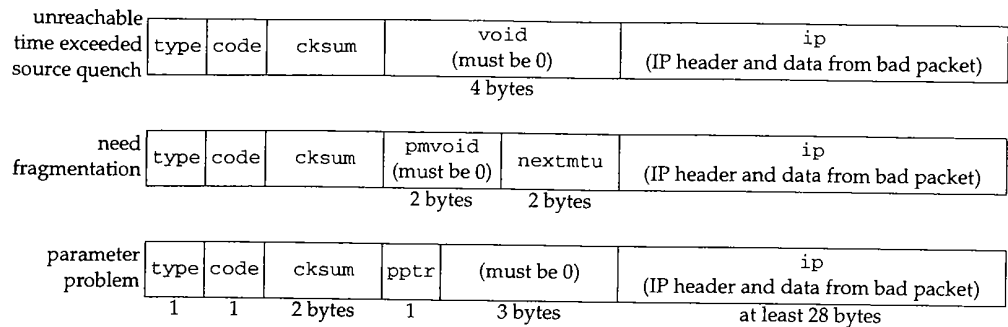 unreachable
time exceeded
source quench
type code cksum void (must be 0) ip (IP header and data from bad packet)
4 bytes
need
fragmentation
type code cksum pmvoid (must be 0) nextmtu ip (IP header and data from bad packet)
2 bytes 2 bytes
parameter
problem
type code cksum pptr (must be 0) ip (IP header and data from bad packet)
1 1 2 bytes 1 3 bytes at least 28 bytes